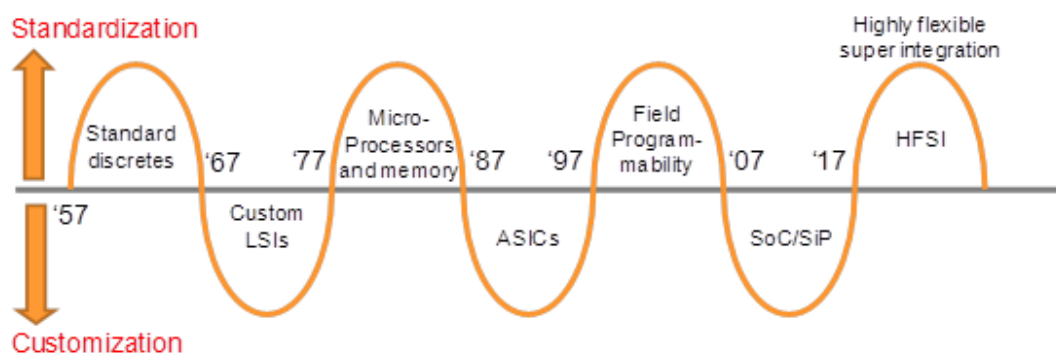 Standardization
Highly flexible
super integration
Standard
discretes
Micro-
Processors
and memory
Field
Program-
mability
HFSI
‘57
‘67
‘77
‘87
‘97
‘07
‘17
Custom
LSIs
ASICs
SoC/SiP
Customization